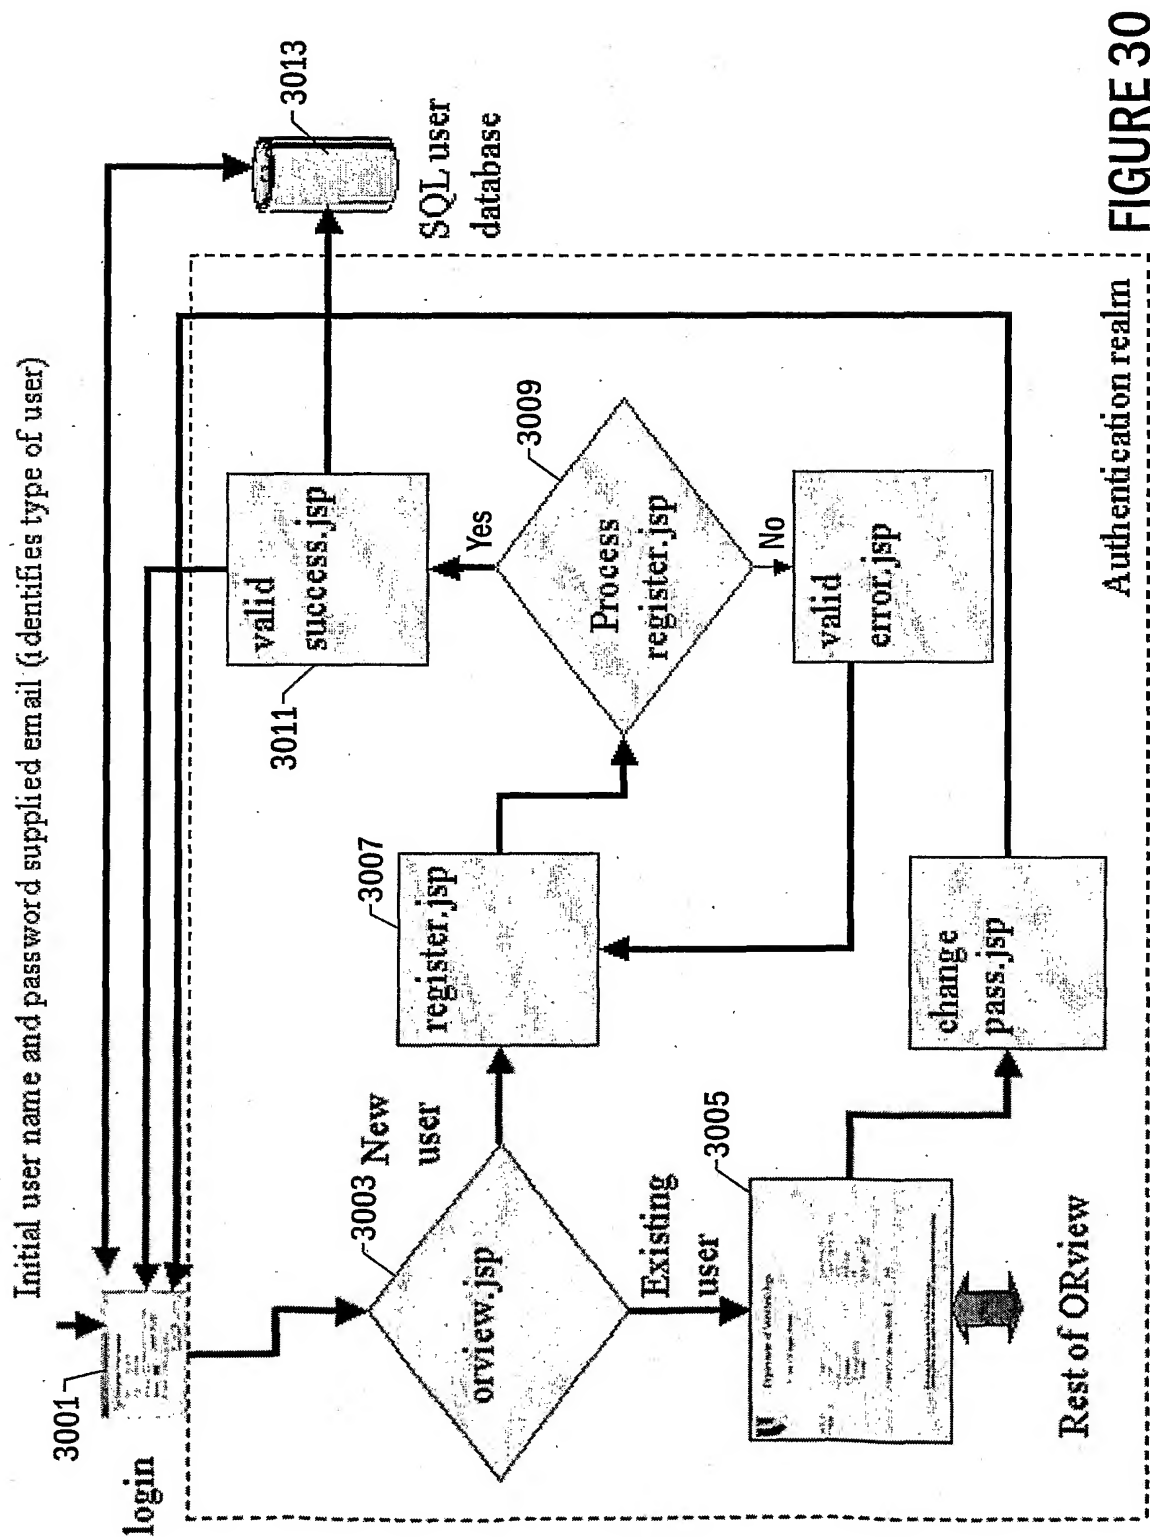 Initial user name and password supplied email (identifies type of user)
3001
login
3013
SQL user
database
3011
valid
success.jsp
Yes
3009
Process
register.jsp
No
valid
error.jsp
3007
register.jsp
New
user
3003
orview.jsp
Existing
user
3005
change
pass.jsp
Rest of ORview
Authentication realm
FIGURE 30